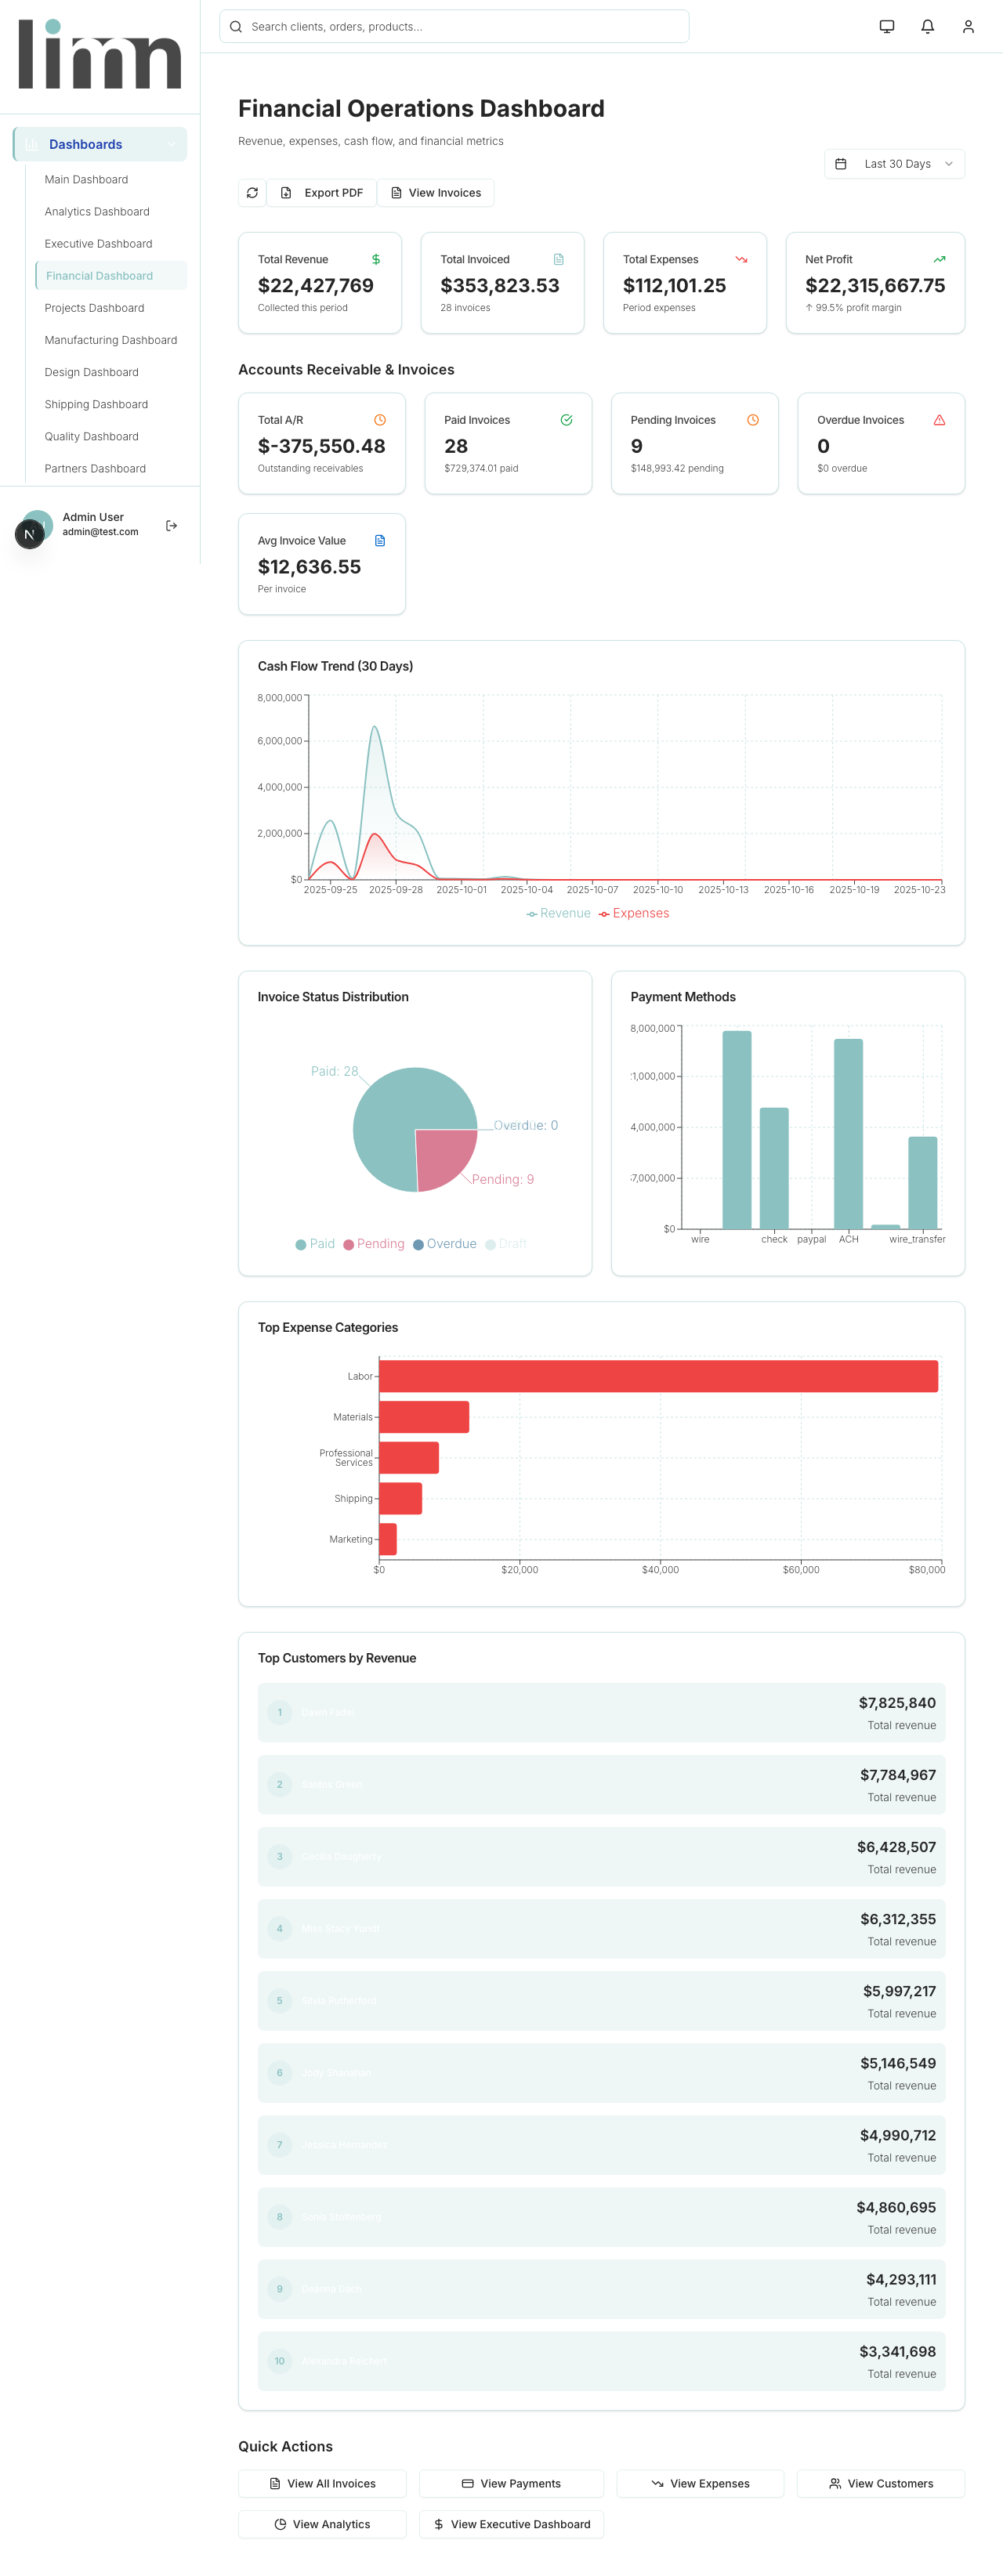 limn
Search clients, orders, products...
Dashboards
Main Dashboard
Analytics Dashboard
Executive Dashboard
Financial Dashboard
Projects Dashboard
Manufacturing Dashboard
Design Dashboard
Shipping Dashboard
Quality Dashboard
Partners Dashboard
Admin User
admin@test.com
N
Financial Operations Dashboard
Revenue, expenses, cash flow, and financial metrics
Last 30 Days
Export PDF
View Invoices
Total Revenue
$22,427,769
Collected this period
Total Invoiced
$353,823.53
28 invoices
Total Expenses
$112,101.25
Period expenses
Net Profit
$22,315,667.75
↑ 99.5% profit margin
Accounts Receivable & Invoices
Total A/R
$-375,550.48
Outstanding receivables
Paid Invoices
28
$729,374.01 paid
Pending Invoices
9
$148,993.42 pending
Overdue Invoices
0
$0 overdue
Avg Invoice Value
$12,636.55
Per invoice
Cash Flow Trend (30 Days)
8,000,000
6,000,000
4,000,000
2,000,000
$0
2025-09-25 2025-09-28 2025-10-01 2025-10-04 2025-10-07 2025-10-10 2025-10-13 2025-10-16 2025-10-19 2025-10-23
Revenue Expenses
Invoice Status Distribution
Paid: 28
Overdue: 0
Pending: 9
Paid Pending Overdue Draft
Payment Methods
8,000,000
1,000,000
4,000,000
7,000,000
$0
wire check paypal ACH wire_transfer
Top Expense Categories
Labor
Materials
Professional
Services
Shipping
Marketing
$0 $20,000 $40,000 $60,000 $80,000
Top Customers by Revenue
1
$7,825,840
Total revenue
2
$7,784,967
Total revenue
3
$6,428,507
Total revenue
4
$6,312,355
Total revenue
5
$5,997,217
Total revenue
6
$5,146,549
Total revenue
7
$4,990,712
Total revenue
8
$4,860,695
Total revenue
9
$4,293,111
Total revenue
10
$3,341,698
Total revenue
Quick Actions
View All Invoices
View Payments
View Expenses
View Customers
View Analytics
View Executive Dashboard